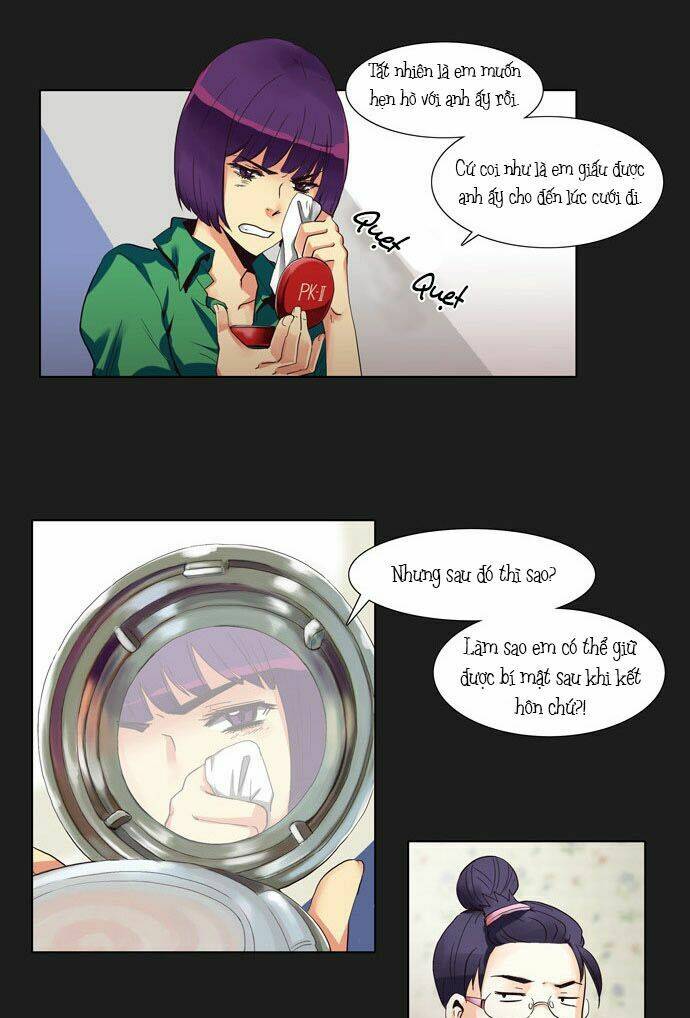 Tất nhiên là em muốn
hẹn hò với anh ấy rồi.
Cứ coi như là em giấu được
anh ấy cho đến lúc cưới đi.
Quẹt
Quẹt
PK-II
Nhưng sau đó thì sao?
Làm sao em có thể giữ
được bí mật sau khi kết
hôn chứ?!